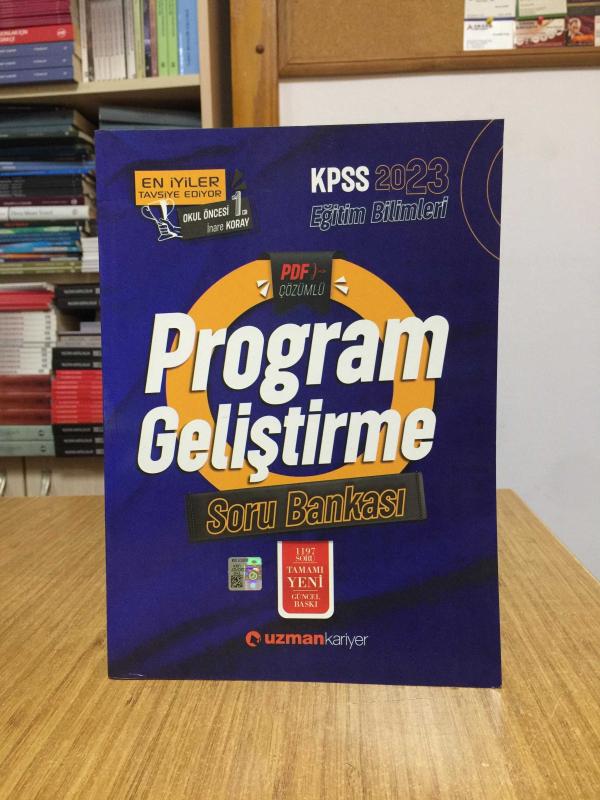 EN İYİLER
TAVSİYE EDİYOR
OKUL ÖNCESİ 1.si
İnare KORAY
KPSS 2023
Eğitim Bilimleri
PDF
ÇÖZÜMLÜ
Program
Geliştirme
Soru Bankası
1197
SORU
TAMAMI
YENİ
GÜNCEL
BASKI
uzmankariyer